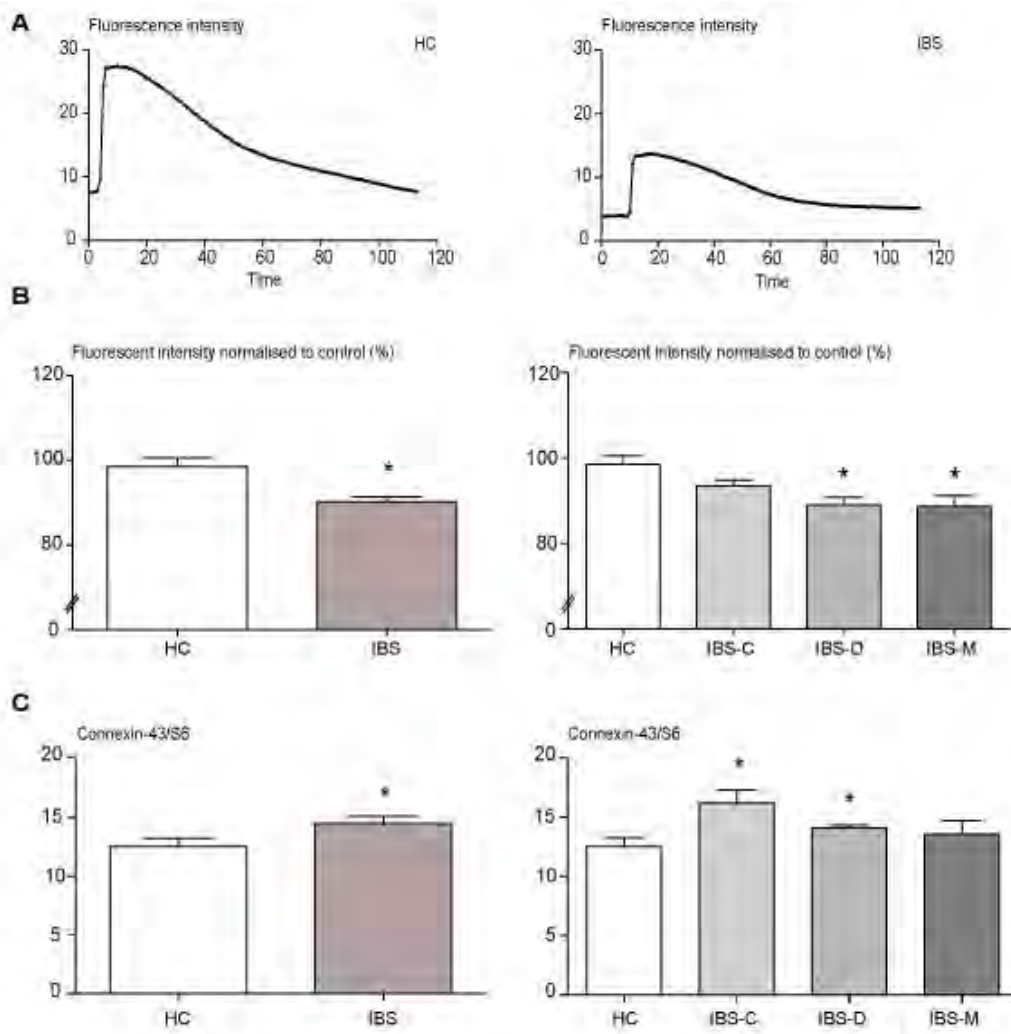 A
Fluorescence intensity
HC
30
20
10
0
0 20 40 60 80 100 120
Time
Fluorescence intensity
IBS
30
20
10
0
0 20 40 60 80 100 120
Time
B
Fluorescent intensity normalised to control (%)
120
100
80
0
*
HC IBS
Fluorescent intensity normalised to control (%)
120
100
80
0
* *
HC IBS-C IBS-D IBS-M
C
Connexin-43/S6
20
15
10
5
0
*
HC IBS
Connexin-43/S6
20
15
10
5
0
* *
HC IBS-C IBS-D IBS-M